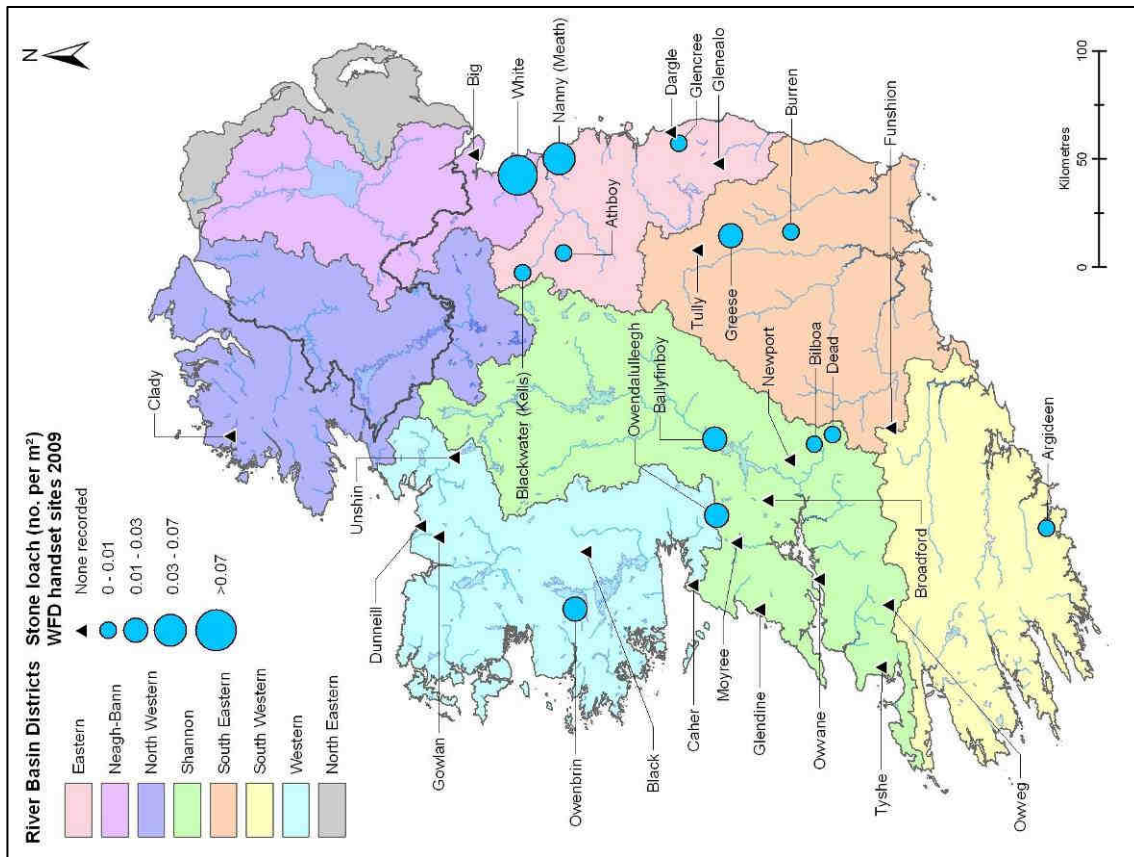 River Basin Districts
Eastern
Neagh-Bann
North Western
Shannon
South Eastern
South Western
Western
North Eastern
Stone loach (no. per m²)
WFD handset sites 2009
None recorded
0 - 0.01
0.01 - 0.03
0.03 - 0.07
>0.07
N
Clady
Dunneill
Gowlan
Unshin
Owenbrin
Black
Caher
Moyree
Glendine
Owvane
Tyshe
Owveg
Broadford
Argideen
Blackwater (Kells)
Owendalulleegh
Ballyfinboy
Newport
Bilboa
Dead
Big
White
Nanny (Meath)
Athboy
Dargle
Glencree
Glenealo
Tully
Greese
Burren
Funshion
0
50
100
Kilometres